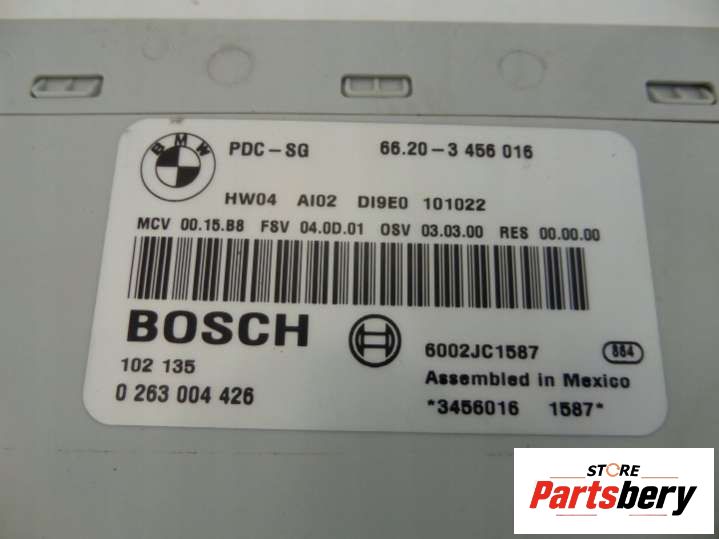 BMW PDC-SG 66.20-3 456 016
HW04 AI02 DI9E0 101022
MCV 00.15.B8 FSV 04.0D.01 OSV 03.03.00 RES 00.00.00
BOSCH
6002JC1587 884
102 135
Assembled in Mexico
0 263 004 426
*3456016 1587*
STORE
Partsbery